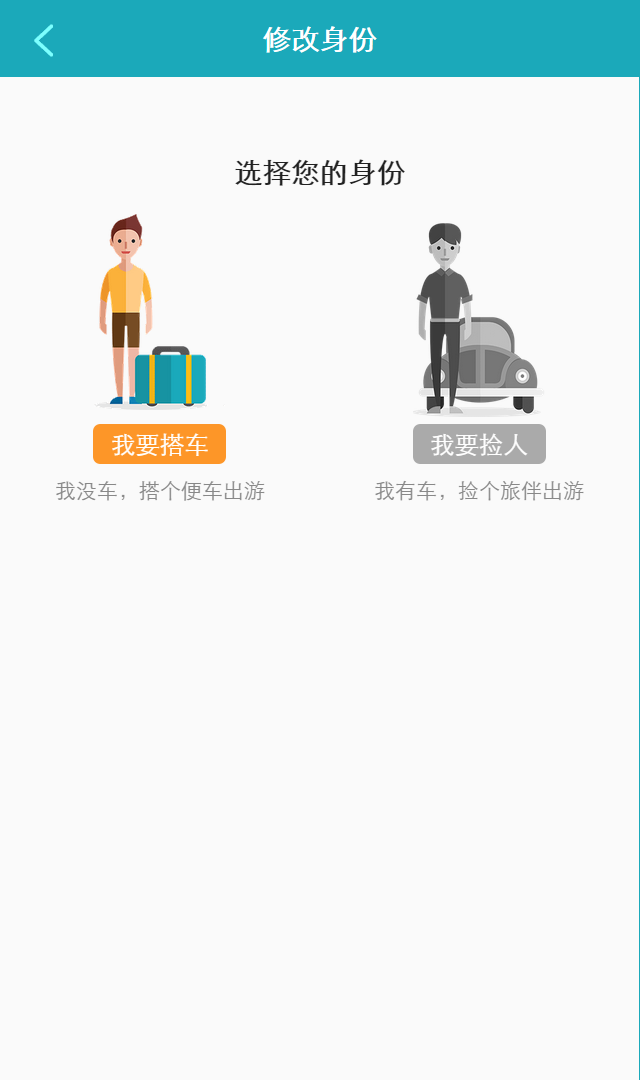 修改身份
选择您的身份
我要搭车
我要捡人
我没车，搭个便车出游
我有车，捡个旅伴出游